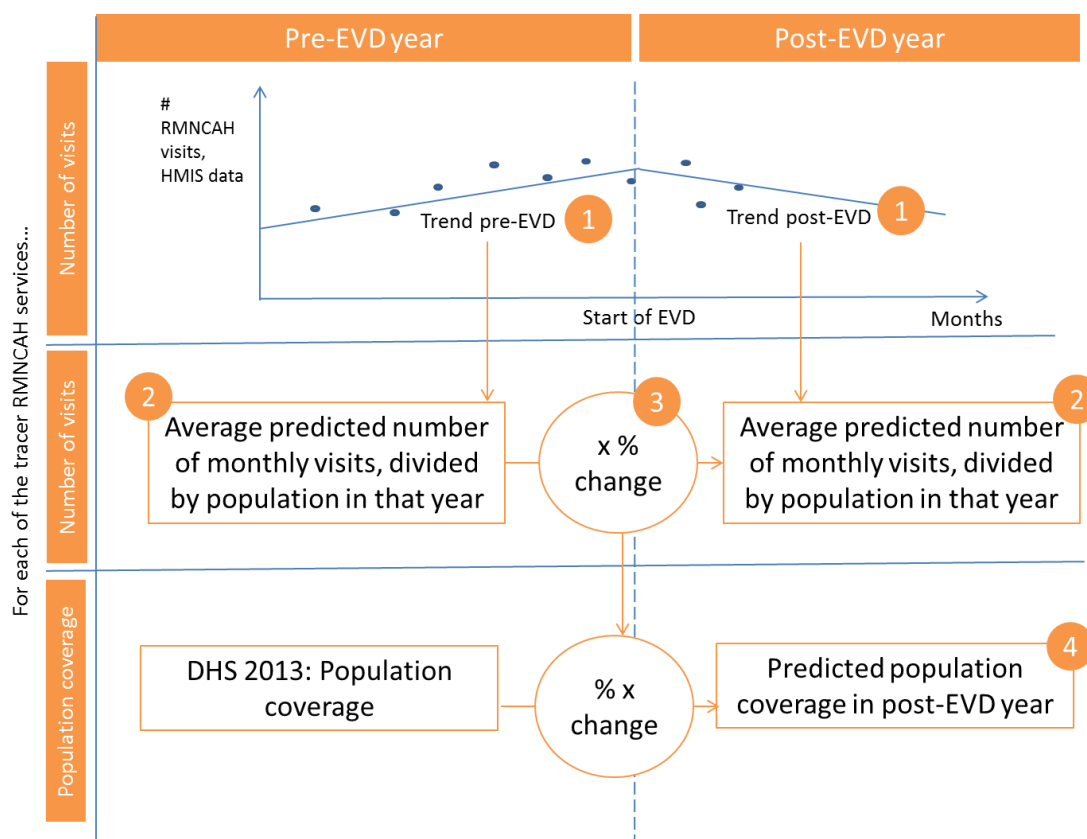 Pre-EVD year
Post-EVD year
For each of the tracer RMNCAH services...
Number of visits
#
RMNCAH
visits,
HMIS data
Trend pre-EVD
1
Trend post-EVD
1
Start of EVD
Months
Number of visits
2
Average predicted number
of monthly visits, divided
by population in that year
3
x %
change
2
Average predicted number
of monthly visits, divided
by population in that year
Population coverage
DHS 2013: Population
coverage
% x
change
4
Predicted population
coverage in post-EVD year